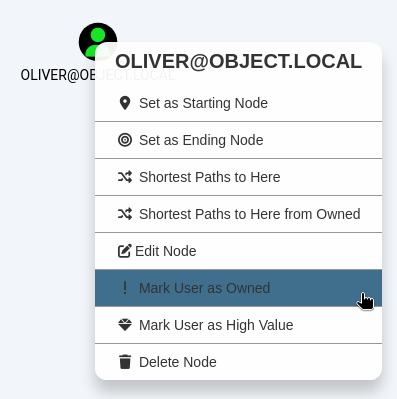 OLIVER@OBJECT.LOCAL
OLIVER@OBJECT.LOCAL
Set as Starting Node
Set as Ending Node
Shortest Paths to Here
Shortest Paths to Here from Owned
Edit Node
Mark User as Owned
Mark User as High Value
Delete Node